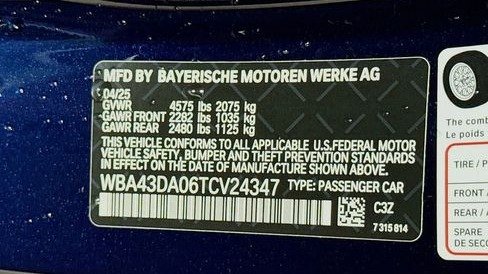 MFD BY BAYERISCHE MOTOREN WERKE AG
04/25
GVWR 4575 lbs 2075 kg
GAWR FRONT 2282 lbs 1035 kg
GAWR REAR 2480 lbs 1125 kg
THIS VEHICLE CONFORMS TO ALL APPLICABLE U.S.FEDERAL MOTOR
VEHICLE SAFETY, BUMPER AND THEFT PREVENTION STANDARDS
IN EFFECT ON THE DATE OF MANUFACTURE SHOWN ABOVE.
WBA43DA06TCV24347 TYPE: PASSENGER CAR
C3Z
7 315 814
The comb
Le poids
TIRE / P
FRONT /
REAR / A
SPARE
DE SECO